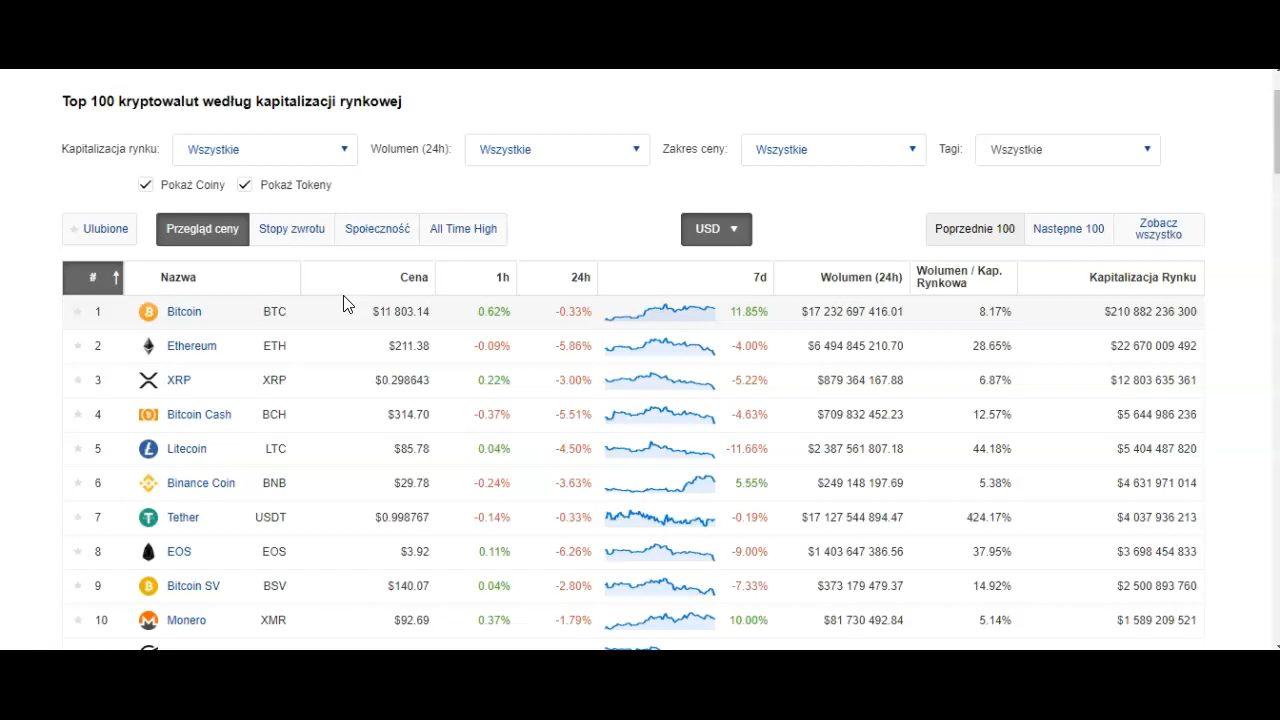 Top 100 kryptowalut według kapitalizacji rynkowej
Kapitalizacja rynku: Wszystkie Wolumen (24h): Wszystkie Zakres ceny: Wszystkie Tagi: Wszystkie
Pokaż Coiny Pokaż Tokeny
Ulubione Przegląd ceny Stopy zwrotu Społeczność All Time High USD Poprzednie 100 Następne 100 Zobacz wszystko
# Nazwa Cena 1h 24h 7d Wolumen (24h) Wolumen / Kap. Rynkowa Kapitalizacja Rynku
1 Bitcoin BTC $11 803.14 0.62% -0.33% 11.85% $17 232 697 416.01 8.17% $210 882 236 300
2 Ethereum ETH $211.38 -0.09% -5.86% -4.00% $6 494 845 210.70 28.65% $22 670 009 492
3 XRP XRP $0.298643 0.22% -3.00% -5.22% $879 364 167.88 6.87% $12 803 635 361
4 Bitcoin Cash BCH $314.70 -0.37% -5.51% -4.63% $709 832 452.23 12.57% $5 644 986 236
5 Litecoin LTC $85.78 0.04% -4.50% -11.66% $2 387 561 807.18 44.18% $5 404 487 820
6 Binance Coin BNB $29.78 -0.24% -3.63% 5.55% $249 148 197.69 5.38% $4 631 971 014
7 Tether USDT $0.998767 -0.14% -0.33% -0.19% $17 127 544 894.47 424.17% $4 037 936 213
8 EOS EOS $3.92 0.11% -6.26% -9.00% $1 403 647 386.56 37.95% $3 698 454 833
9 Bitcoin SV BSV $140.07 0.04% -2.80% -7.33% $373 179 479.37 14.92% $2 500 893 760
10 Monero XMR $92.69 0.37% -1.79% 10.00% $81 730 492.84 5.14% $1 589 209 521